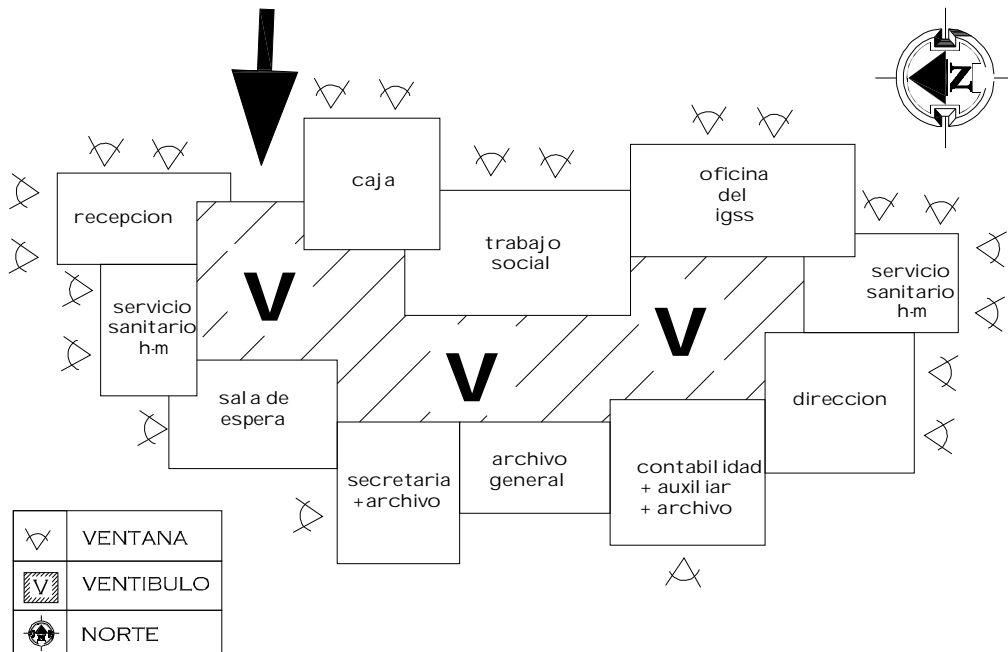 N
caja
oficina
del
igss
recepcion
trabajo
social
servicio
sanitario
h-m
servicio
sanitario
h-m
V
V
V
sala de
espera
direccion
secretaria
+archivo
archivo
general
contabilidad
+ auxiliar
+ archivo
VENTANA
V VENTIBULO
NORTE